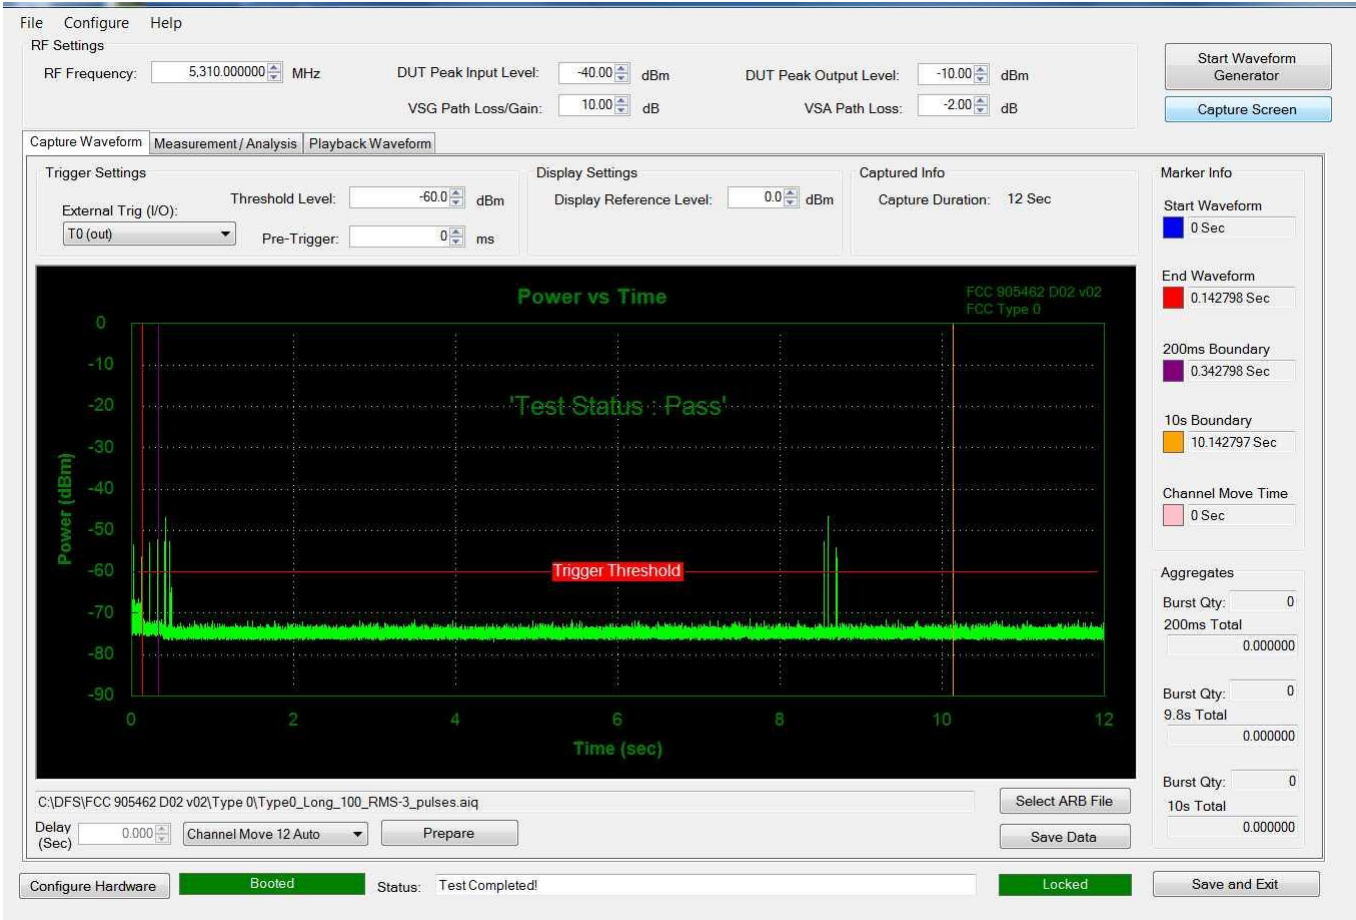 File Configure Help
RF Settings
RF Frequency: 5,310.000000 MHz DUT Peak Input Level: -40.00 dBm DUT Peak Output Level: -10.00 dBm
VSG Path Loss/Gain: 10.00 dB VSA Path Loss: -2.00 dB
Start Waveform Generator
Capture Screen
Capture Waveform Measurement / Analysis Playback Waveform
Trigger Settings
Threshold Level: -60.0 dBm
External Trig (I/O):
T0 (out)
Pre-Trigger: 0 ms
Display Settings
Display Reference Level: 0.0 dBm
Captured Info
Capture Duration: 12 Sec
Marker Info
Start Waveform
0 Sec
End Waveform
0.142798 Sec
200ms Boundary
0.342798 Sec
10s Boundary
10.142797 Sec
Channel Move Time
0 Sec
Power vs Time
FCC 905462 D02 v02
FCC Type 0
'Test Status : Pass'
Trigger Threshold
Power (dBm)
0
-10
-20
-30
-40
-50
-60
-70
-80
-90
0 2 4 6 8 10 12
Time (sec)
Aggregates
Burst Qty: 0
200ms Total
0.000000
Burst Qty: 0
9.8s Total
0.000000
Burst Qty: 0
10s Total
0.000000
C:\DFS\FCC 905462 D02 v02\Type 0\Type0_Long_100_RMS-3_pulses.aiq
Select ARB File
Delay (Sec) 0.000 Channel Move 12 Auto Prepare
Save Data
Configure Hardware Booted Status: Test Completed! Locked Save and Exit